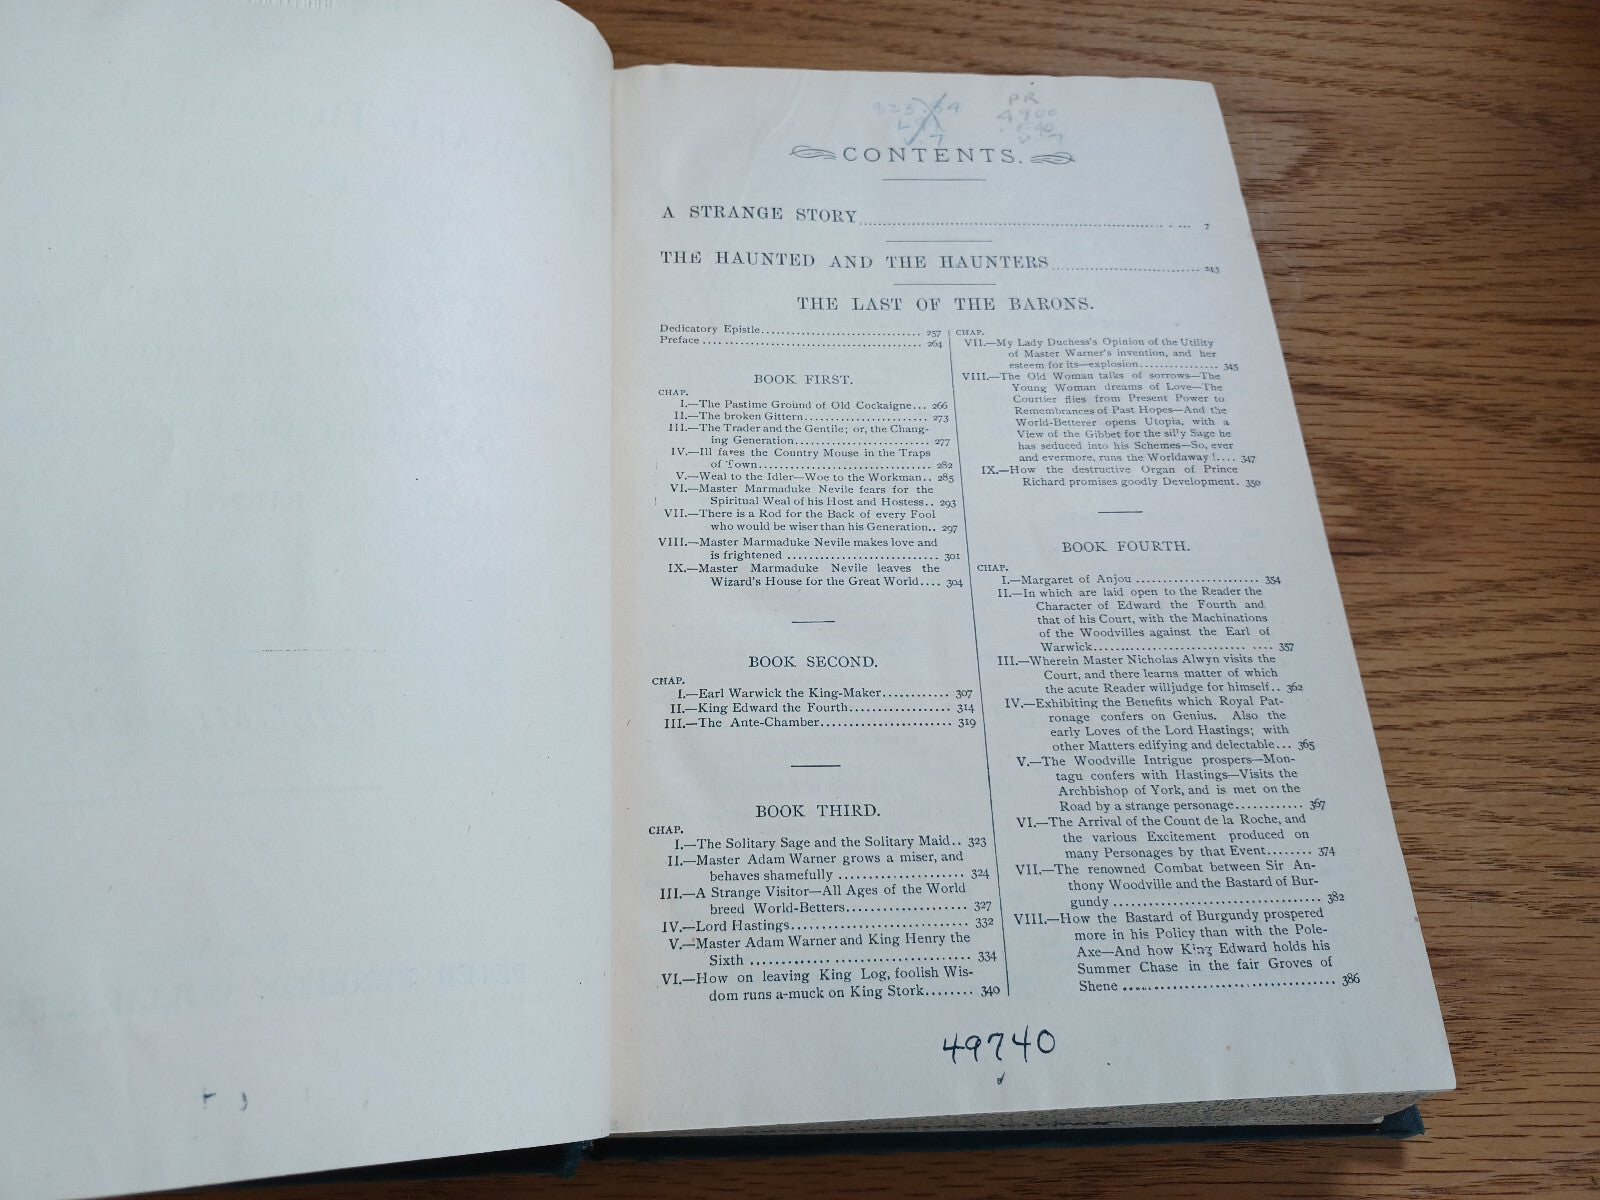 PR
4900
CONTENTS.
A STRANGE STORY ........ 7
THE HAUNTED AND THE HAUNTERS ........ 243
THE LAST OF THE BARONS.
Dedicatory Epistle........ 257
Preface ........ 264
BOOK FIRST.
CHAP.
I.—The Pastime Ground of Old Cockaigne... 266
II.—The broken Gittern........ 273
III.—The Trader and the Gentile; or, the Chang-
ing Generation........ 277
IV.—Ill fares the Country Mouse in the Traps
of Town........ 282
V.—Weal to the Idler—Woe to the Workman.. 285
VI.—Master Marmaduke Nevile fears for the
Spiritual Weal of his Host and Hostess.. 293
VII.—There is a Rod for the Back of every Fool
who would be wiser than his Generation.. 297
VIII.—Master Marmaduke Nevile makes love and
is frightened ........ 301
IX.—Master Marmaduke Nevile leaves the
Wizard's House for the Great World.... 304
BOOK SECOND.
CHAP.
I.—Earl Warwick the King-Maker........ 307
II.—King Edward the Fourth........ 314
III.—The Ante-Chamber........ 319
BOOK THIRD.
CHAP.
I.—The Solitary Sage and the Solitary Maid.. 323
II.—Master Adam Warner grows a miser, and
behaves shamefully ........ 324
III.—A Strange Visitor—All Ages of the World
breed World-Betters........ 327
IV.—Lord Hastings........ 332
V.—Master Adam Warner and King Henry the
Sixth ........ 334
VI.—How on leaving King Log, foolish Wis-
dom runs a-muck on King Stork........ 340
CHAP.
VII.—My Lady Duchess's Opinion of the Utility
of Master Warner's invention, and her
esteem for its—explosion........ 345
VIII.—The Old Woman talks of sorrows—The
Young Woman dreams of Love—The
Courtier flies from Present Power to
Remembrances of Past Hopes—And the
World-Betterer opens Utopia, with a
View of the Gibbet for the silly Sage he
has seduced into his Schemes—So, ever
and evermore, runs the Worldaway !.... 347
IX.—How the destructive Organ of Prince
Richard promises goodly Development. 350
BOOK FOURTH.
CHAP.
I.—Margaret of Anjou ........ 354
II.—In which are laid open to the Reader the
Character of Edward the Fourth and
that of his Court, with the Machinations
of the Woodvilles against the Earl of
Warwick........ 357
III.—Wherein Master Nicholas Alwyn visits the
Court, and there learns matter of which
the acute Reader willjudge for himself.. 362
IV.—Exhibiting the Benefits which Royal Pat-
ronage confers on Genius. Also the
early Loves of the Lord Hastings; with
other Matters edifying and delectable... 365
V.—The Woodville Intrigue prospers—Mon-
tagu confers with Hastings—Visits the
Archbishop of York, and is met on the
Road by a strange personage........ 367
VI.—The Arrival of the Count de la Roche, and
the various Excitement produced on
many Personages by that Event........ 374
VII.—The renowned Combat between Sir An-
thony Woodville and the Bastard of Bur-
gundy ........ 382
VIII.—How the Bastard of Burgundy prospered
more in his Policy than with the Pole-
Axe—And how King Edward holds his
Summer Chase in the fair Groves of
Shene ........ 386
49740